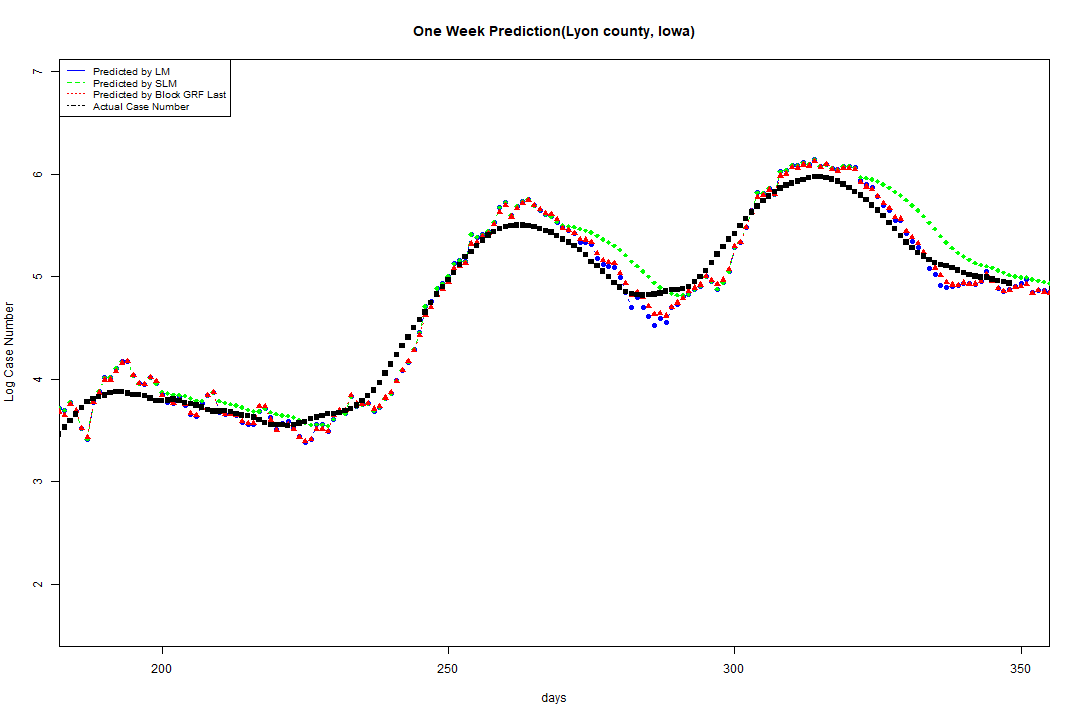 One Week Prediction(Lyon county, Iowa)
Predicted by LM
Predicted by SLM
Predicted by Block GRF Last
Actual Case Number
7
6
5
4
3
2
Log Case Number
200 250 300 350
days